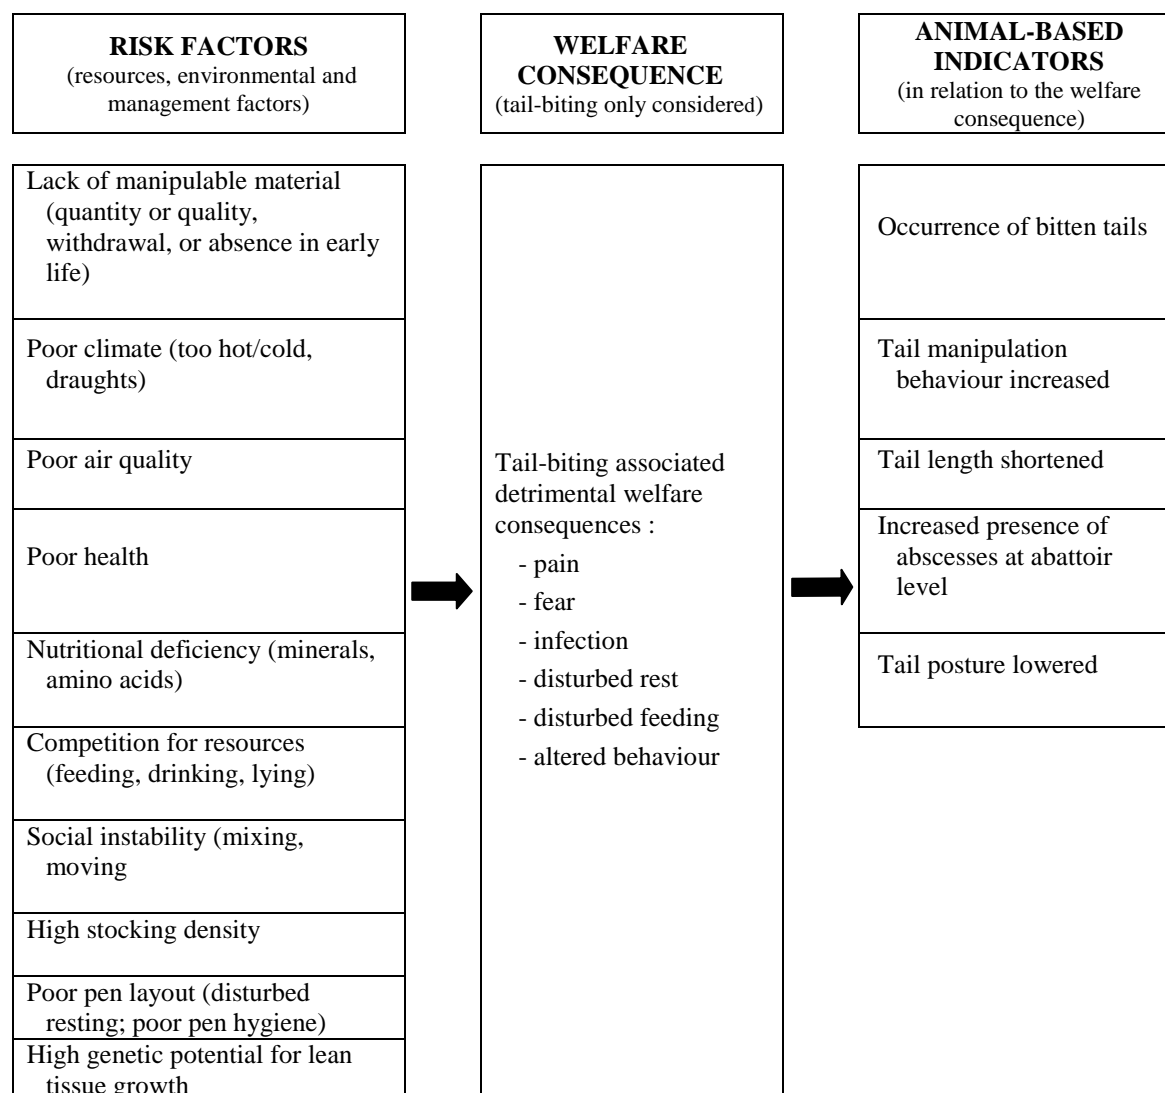 RISK FACTORS
(resources, environmental and
management factors)
WELFARE
CONSEQUENCE
(tail-biting only considered)
ANIMAL-BASED
INDICATORS
(in relation to the welfare
consequence)
Lack of manipulable material
(quantity or quality,
withdrawal, or absence in early
life)
Poor climate (too hot/cold,
draughts)
Poor air quality
Poor health
Nutritional deficiency (minerals,
amino acids)
Competition for resources
(feeding, drinking, lying)
Social instability (mixing,
moving
High stocking density
Poor pen layout (disturbed
resting; poor pen hygiene)
High genetic potential for lean
tissue growth
Tail-biting associated
detrimental welfare
consequences :
- pain
- fear
- infection
- disturbed rest
- disturbed feeding
- altered behaviour
Occurrence of bitten tails
Tail manipulation
behaviour increased
Tail length shortened
Increased presence of
abscesses at abattoir
level
Tail posture lowered